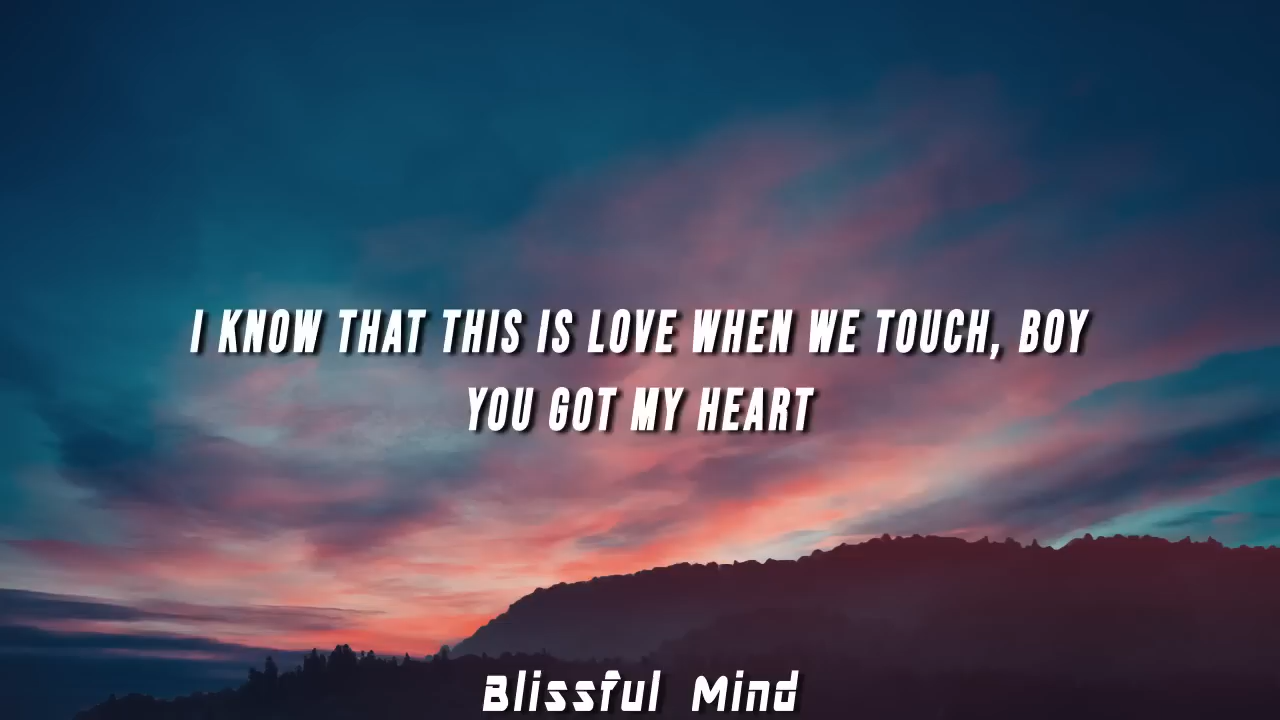 I KNOW THAT THIS IS LOVE WHEN WE TOUCH, BOY
YOU GOT MY HEART
Blissful Mind